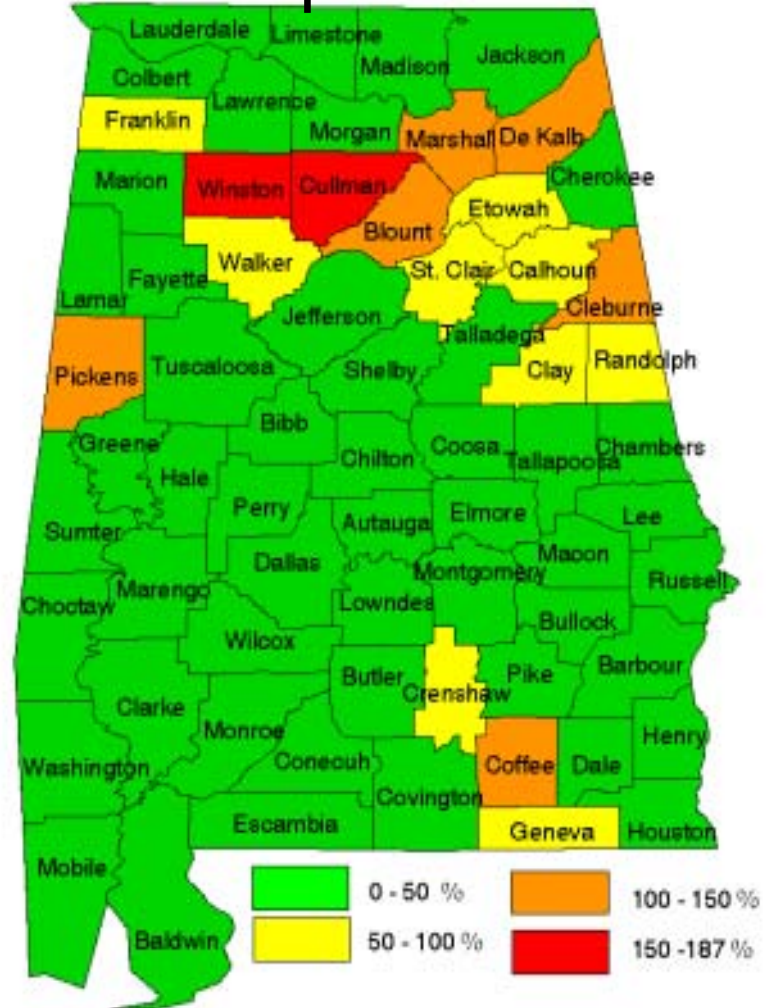 Lauderdale
Limestone
Madison
Jackson
Colbert
Lawrence
Franklin
Morgan
Marshall
De Kalb
Marion
Winston
Cullman
Cherokee
Etowah
Blount
Walker
St. Clair
Calhoun
Fayette
Lamar
Cleburne
Jefferson
Talladega
Pickens
Tuscaloosa
Shelby
Clay
Randolph
Bibb
Greene
Chilton
Coosa
Tallapoosa
Chambers
Hale
Perry
Autauga
Elmore
Lee
Sumter
Dallas
Macon
Montgomery
Russell
Choctaw
Marengo
Lowndes
Bullock
Wilcox
Butler
Crenshaw
Pike
Barbour
Clarke
Monroe
Henry
Washington
Conecuh
Coffee
Dale
Covington
Escambia
Geneva
Houston
Mobile
Baldwin
0 - 50 %
100 - 150 %
50 - 100 %
150 -187 %